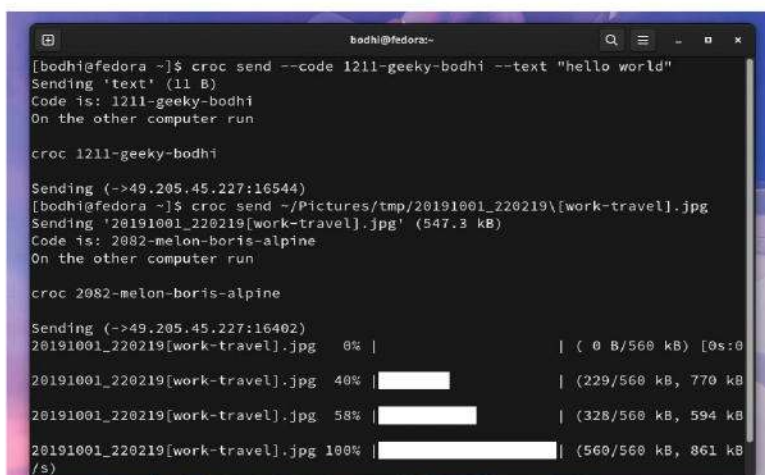 bodhi@fedora:~
[bodhi@fedora ~]$ croc send --code 1211-geeky-bodhi --text "hello world"
Sending 'text' (11 B)
Code is: 1211-geeky-bodhi
On the other computer run
croc 1211-geeky-bodhi
Sending (->49.205.45.227:16544)
[bodhi@fedora ~]$ croc send ~/Pictures/tmp/20191001_220219\[work-travel].jpg
Sending '20191001_220219[work-travel].jpg' (547.3 kB)
Code is: 2082-melon-boris-alpine
On the other computer run
croc 2082-melon-boris-alpine
Sending (->49.205.45.227:16402)
20191001_220219[work-travel].jpg   0% |                    | ( 0 B/560 kB) [0s:0
20191001_220219[work-travel].jpg  40% |                    | (229/560 kB, 770 kB
20191001_220219[work-travel].jpg  58% |                    | (328/560 kB, 594 kB
20191001_220219[work-travel].jpg 100% |                    | (560/560 kB, 861 kB
/s)